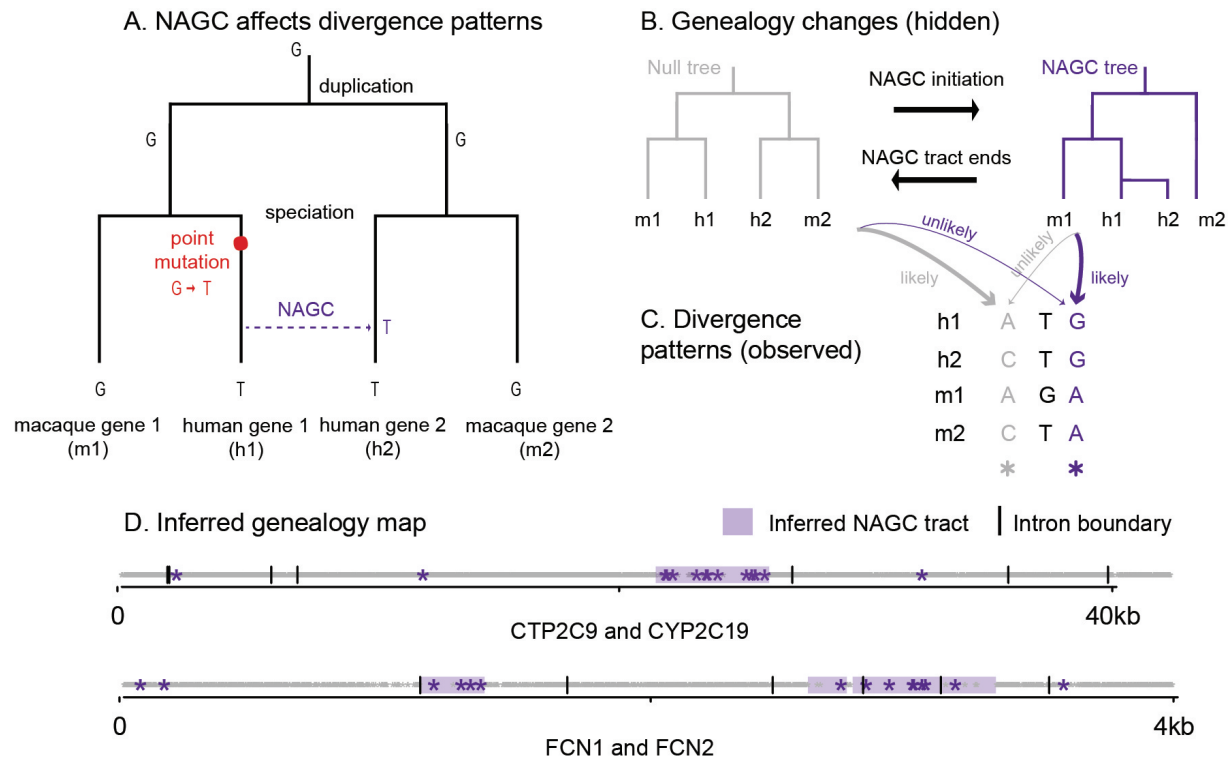 A. NAGC affects divergence patterns
G
duplication
G
G
speciation
point
mutation
G→T
NAGC
T
G
T
T
G
macaque gene 1
(m1)
human gene 1
(h1)
human gene 2
(h2)
macaque gene 2
(m2)
B. Genealogy changes (hidden)
Null tree
NAGC initiation
NAGC tree
NAGC tract ends
m1 h1 h2 m2
m1 h1 h2 m2
unlikely
likely
unlikely
likely
C. Divergence
patterns (observed)
h1 A T G
h2 C T G
m1 A G A
m2 C T A
* *
D. Inferred genealogy map
Inferred NAGC tract
Intron boundary
0
40kb
CTP2C9 and CYP2C19
0
4kb
FCN1 and FCN2